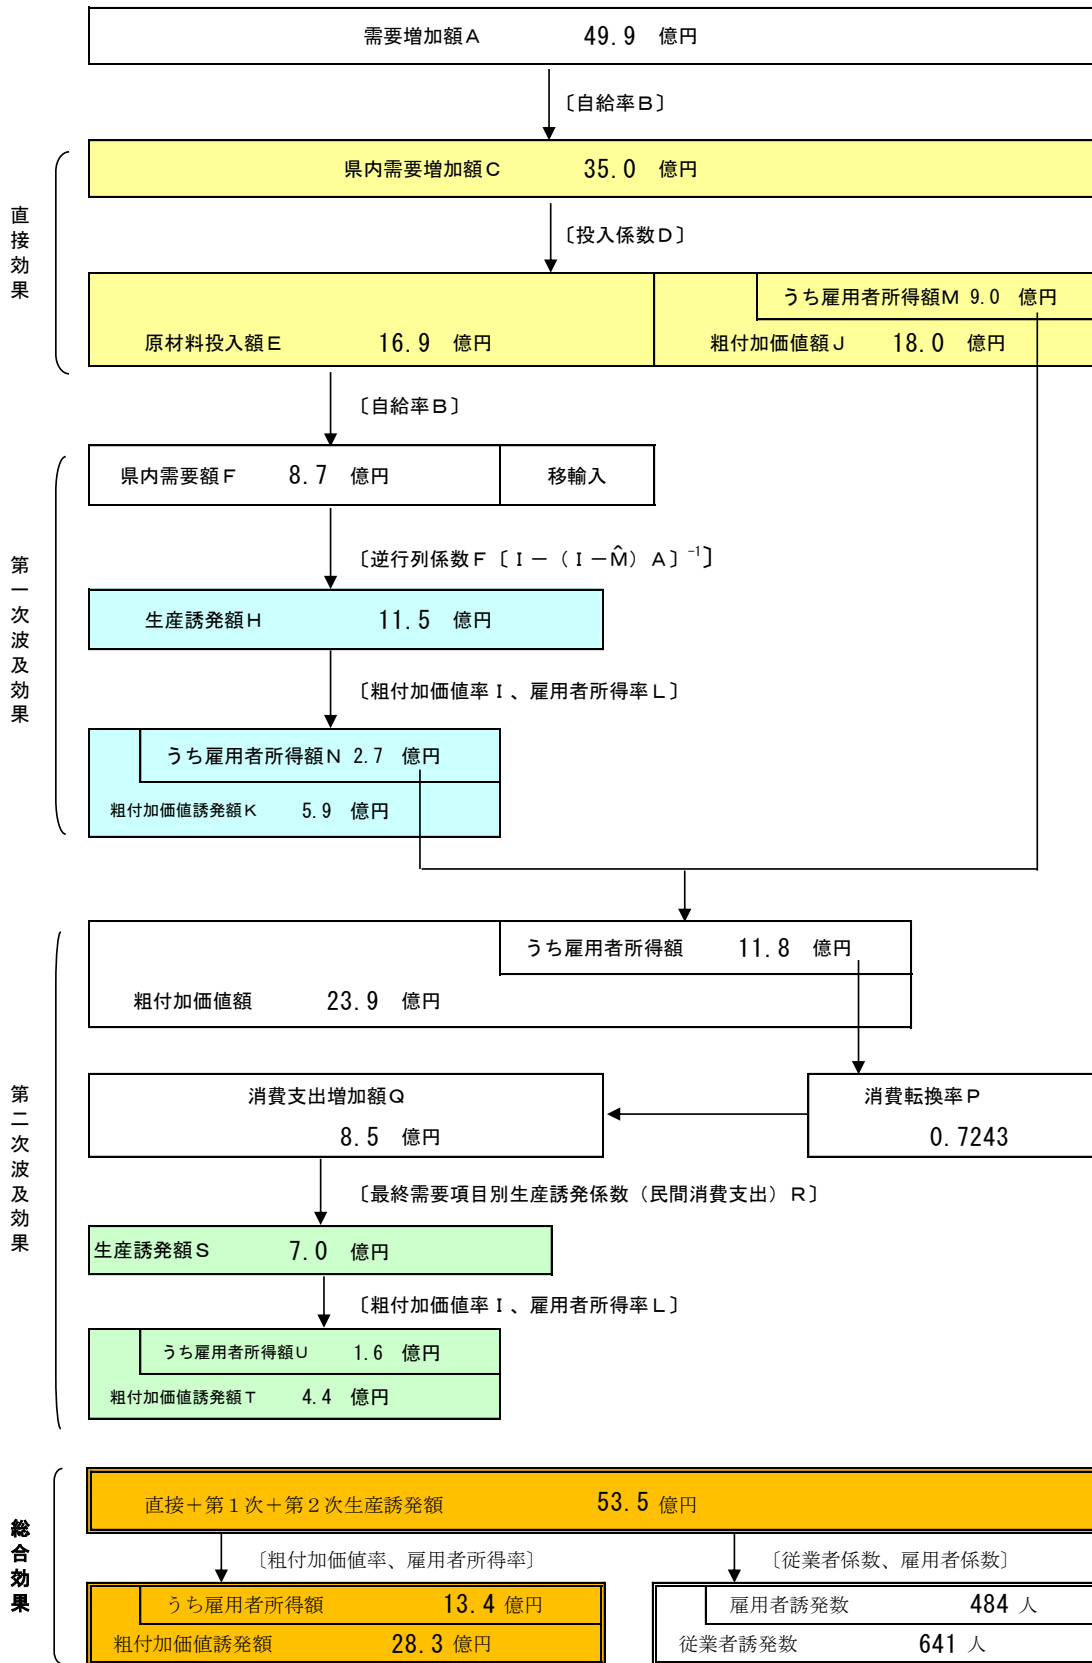 需要増加額A 49.9 億円
〔自給率B〕
直接効果
県内需要増加額C 35.0 億円
〔投入係数D〕
うち雇用者所得額M 9.0 億円
原材料投入額E 16.9 億円
粗付加価値額J 18.0 億円
〔自給率B〕
第一次波及効果
県内需要額F 8.7 億円
移輸入
〔逆行列係数F〔I-(I-M̂)A〕-1〕
生産誘発額H 11.5 億円
〔粗付加価値率I、雇用者所得率L〕
うち雇用者所得額N 2.7 億円
粗付加価値誘発額K 5.9 億円
第二次波及効果
うち雇用者所得額 11.8 億円
粗付加価値額 23.9 億円
消費支出増加額Q
8.5 億円
消費転換率P
0.7243
〔最終需要項目別生産誘発係数(民間消費支出)R〕
生産誘発額S 7.0 億円
〔粗付加価値率I、雇用者所得率L〕
うち雇用者所得額U 1.6 億円
粗付加価値誘発額T 4.4 億円
総合効果
直接+第1次+第2次生産誘発額 53.5 億円
〔粗付加価値率、雇用者所得率〕
〔従業者係数、雇用者係数〕
うち雇用者所得額 13.4 億円
粗付加価値誘発額 28.3 億円
雇用者誘発数 484 人
従業者誘発数 641 人